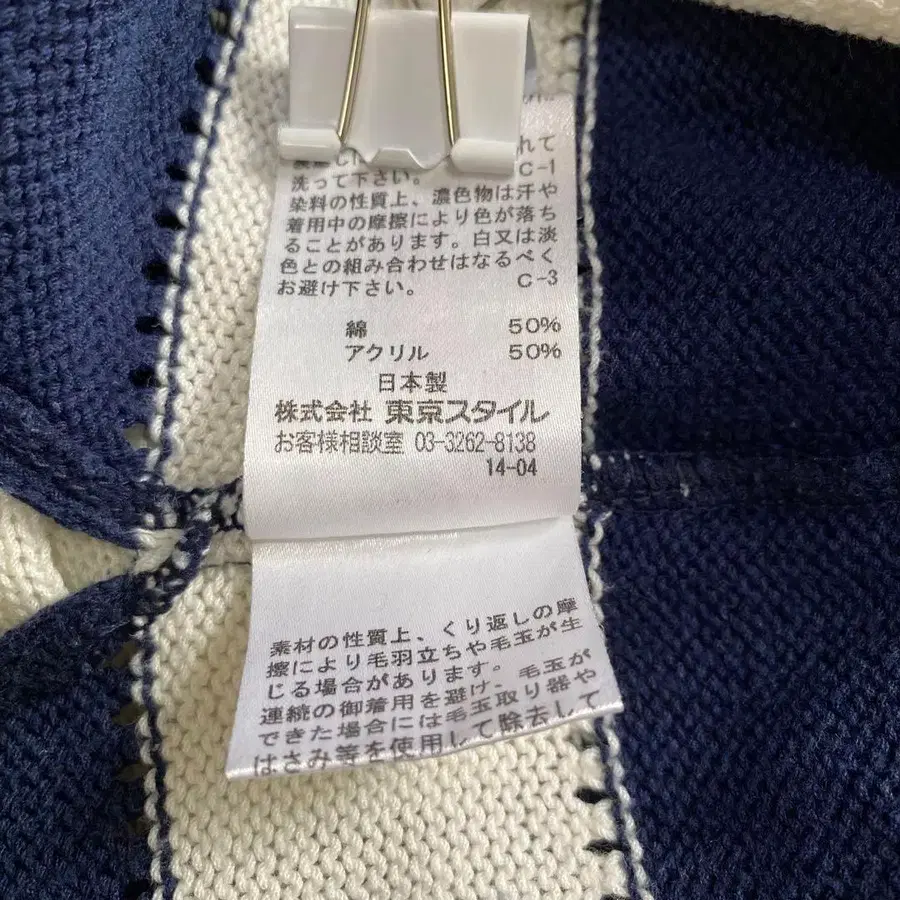 れて
洗って下さい。 C-1
染料の性質上、濃色物は汗や
着用中の摩擦により色が落ち
ることがあります。白又は淡
色との組み合わせはなるべく
お避け下さい。 C-3
綿 50%
アクリル 50%
日本製
株式会社 東京スタイル
お客様相談室 03-3262-8138
14-04
素材の性質上、くり返しの摩
擦により毛羽立ちや毛玉が生
じる場合があります。
連続の御着用を避け、毛玉が
できた場合には毛玉取り器や
はさみ等を使用して除去して